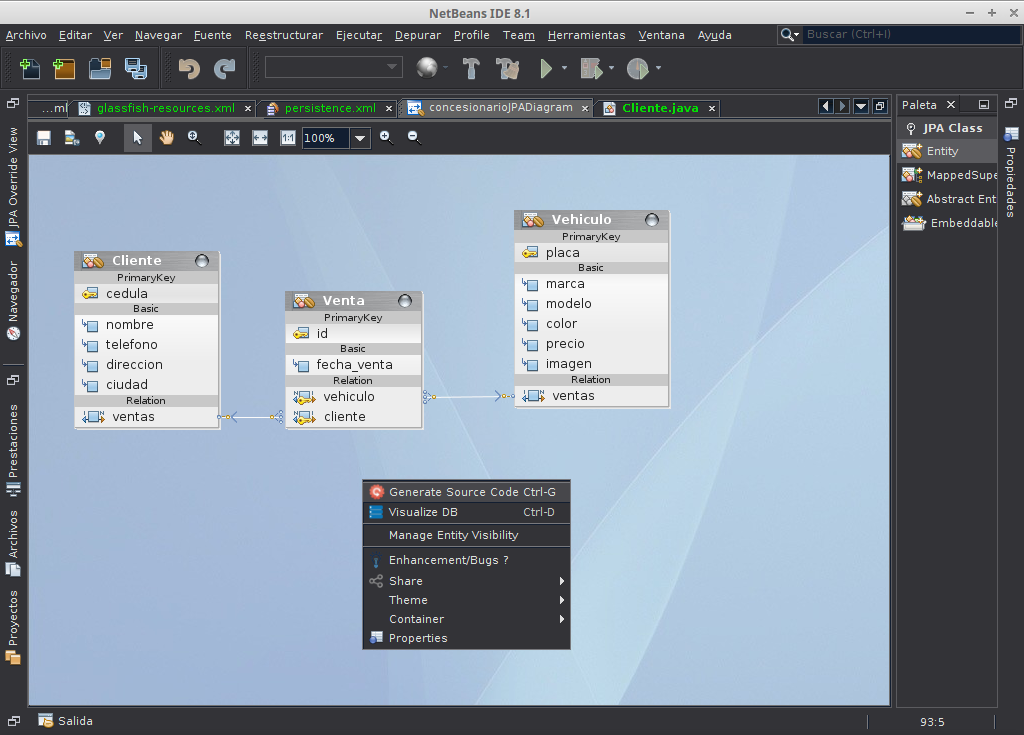 NetBeans IDE 8.1
Archivo Editar Ver Navegar Fuente Reestructurar Ejecutar Depurar Profile Team Herramientas Ventana Ayuda
Buscar (Ctrl+I)
...ml glassfish-resources.xml persistence.xml concesionarioJPADiagram Cliente.java
100%
JPA Override View
Navegador
Prestaciones
Archivos
Proyectos
Cliente
PrimaryKey
cedula
Basic
nombre
telefono
direccion
ciudad
Relation
ventas
Venta
PrimaryKey
id
Basic
fecha_venta
Relation
vehiculo
cliente
Vehiculo
PrimaryKey
placa
Basic
marca
modelo
color
precio
imagen
Relation
ventas
Generate Source Code Ctrl-G
Visualize DB Ctrl-D
Manage Entity Visibility
Enhancement/Bugs ?
Share
Theme
Container
Properties
Paleta
JPA Class
Entity
MappedSupe
Abstract Ent
Embeddable
Propiedades
Salida
93:5